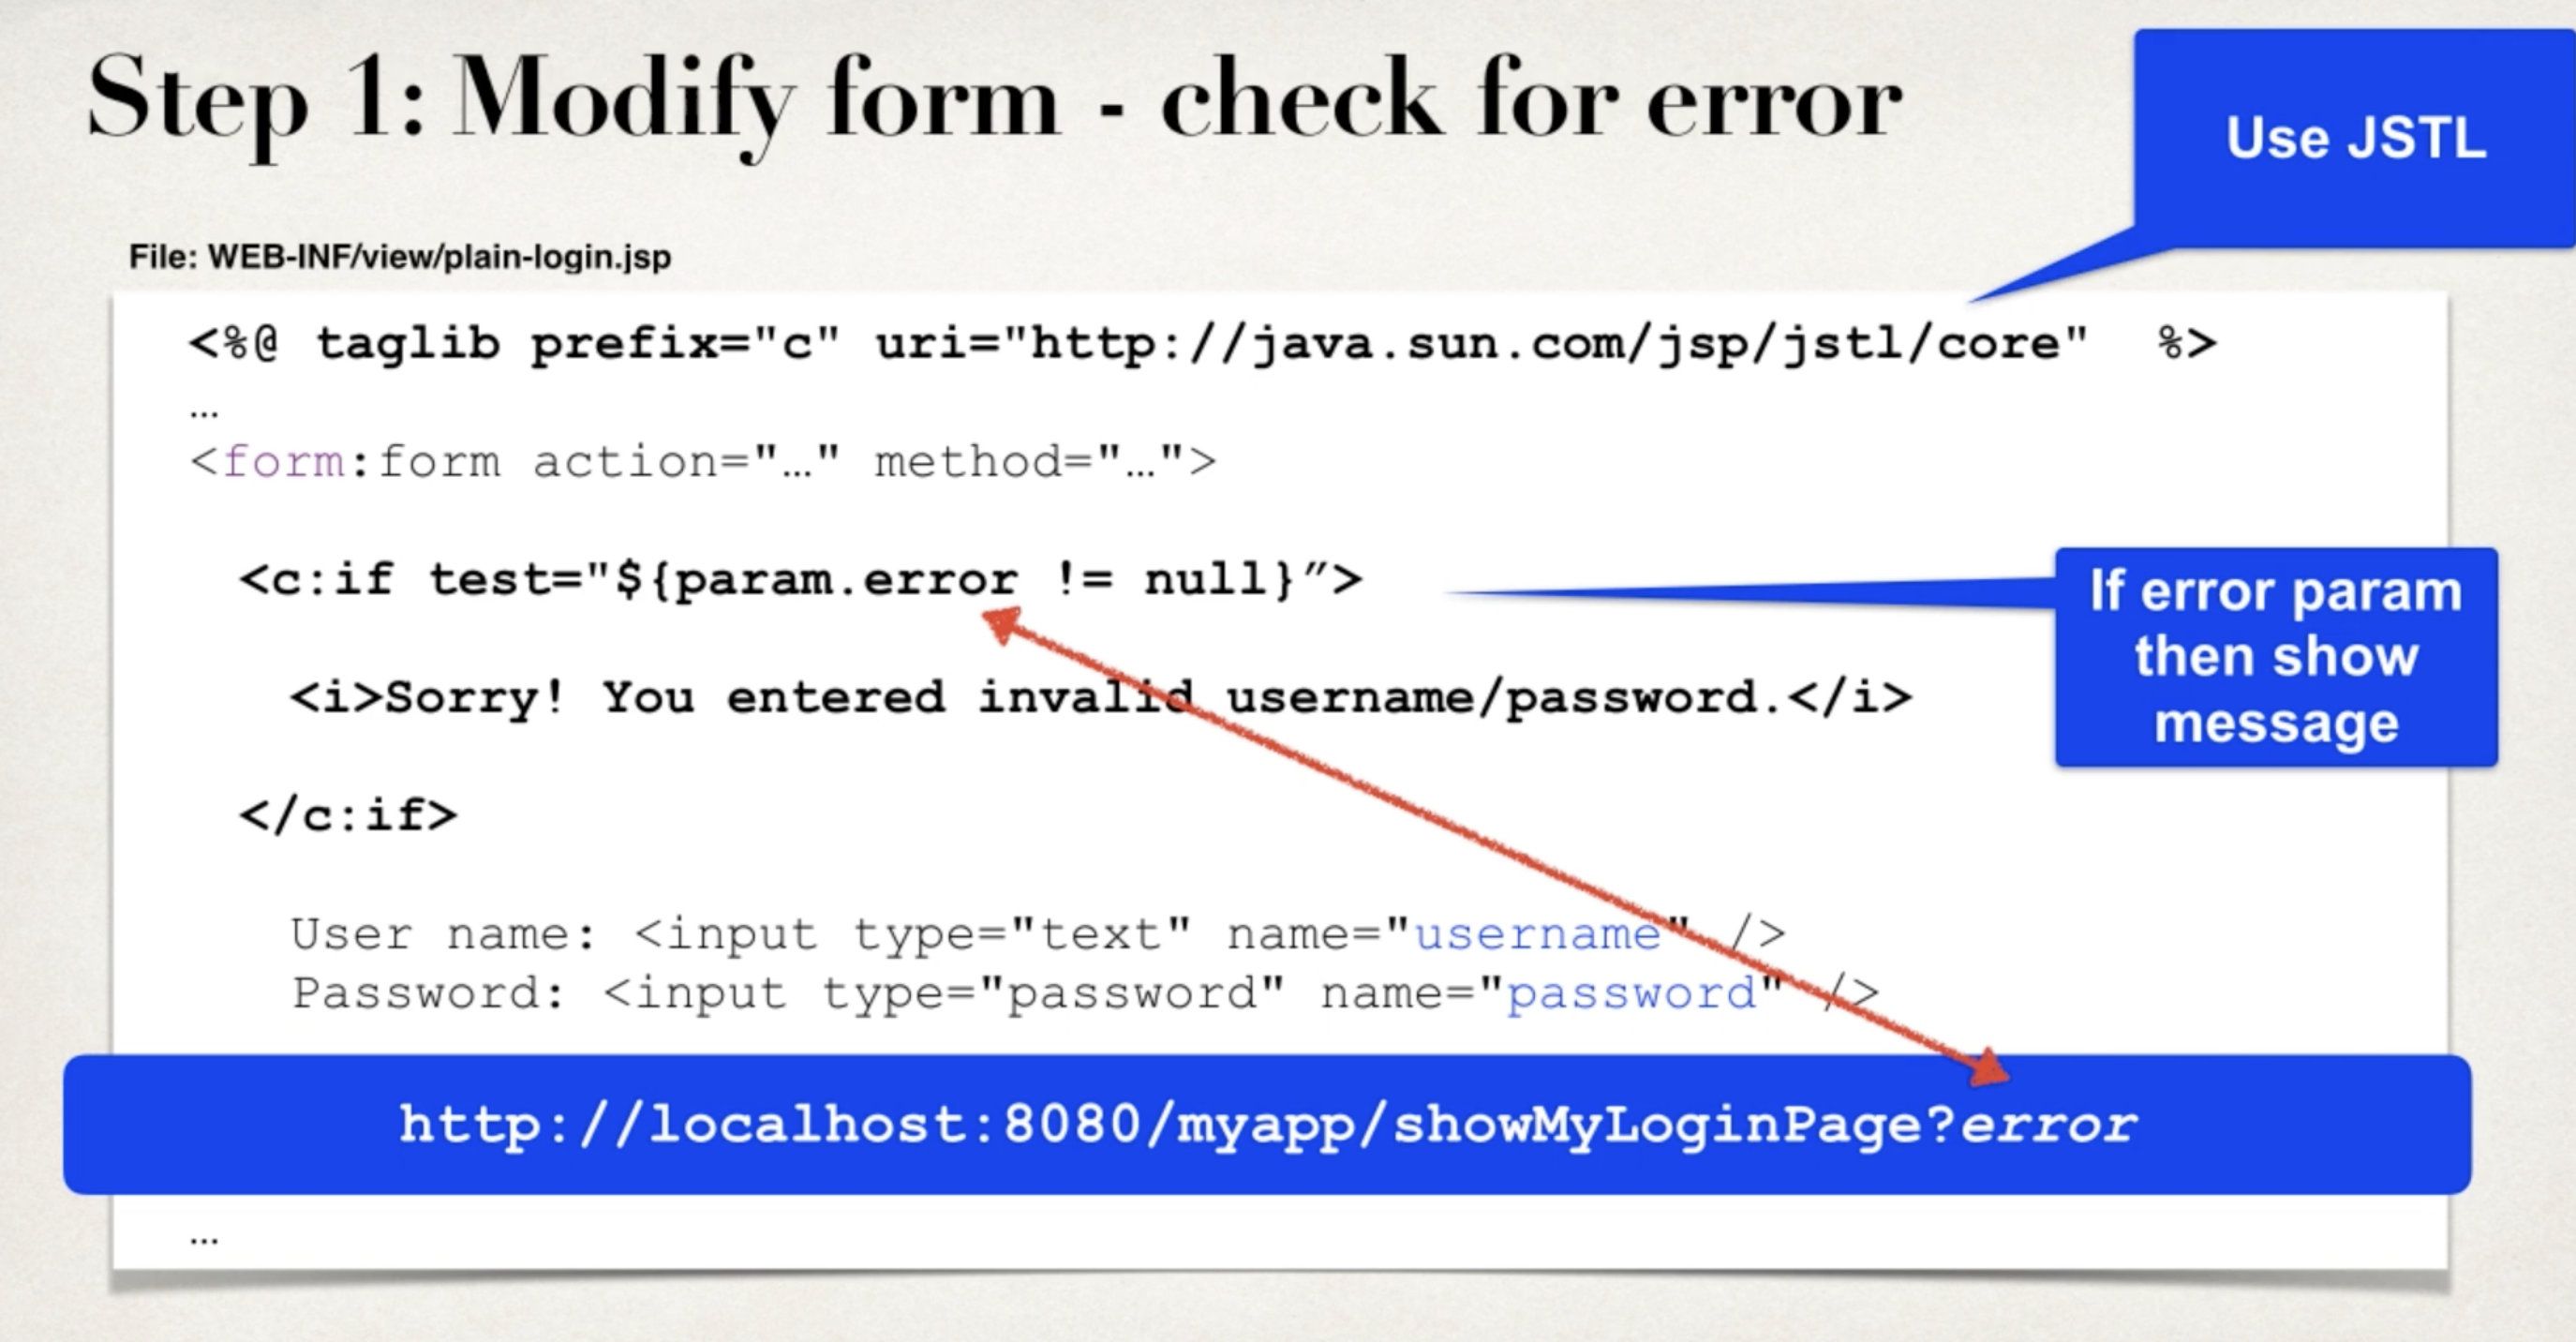 Step 1: Modify form - check for error
Use JSTL
File: WEB-INF/view/plain-login.jsp
<%@ taglib prefix="c" uri="http://java.sun.com/jsp/jstl/core"  %>
…
<form:form action="…" method="…">
<c:if test="${param.error != null}”>
If error param
then show
message
<i>Sorry! You entered invalid username/password.</i>
</c:if>
User name: <input type="text" name="username" />
Password: <input type="password" name="password" />
http://localhost:8080/myapp/showMyLoginPage?error
…